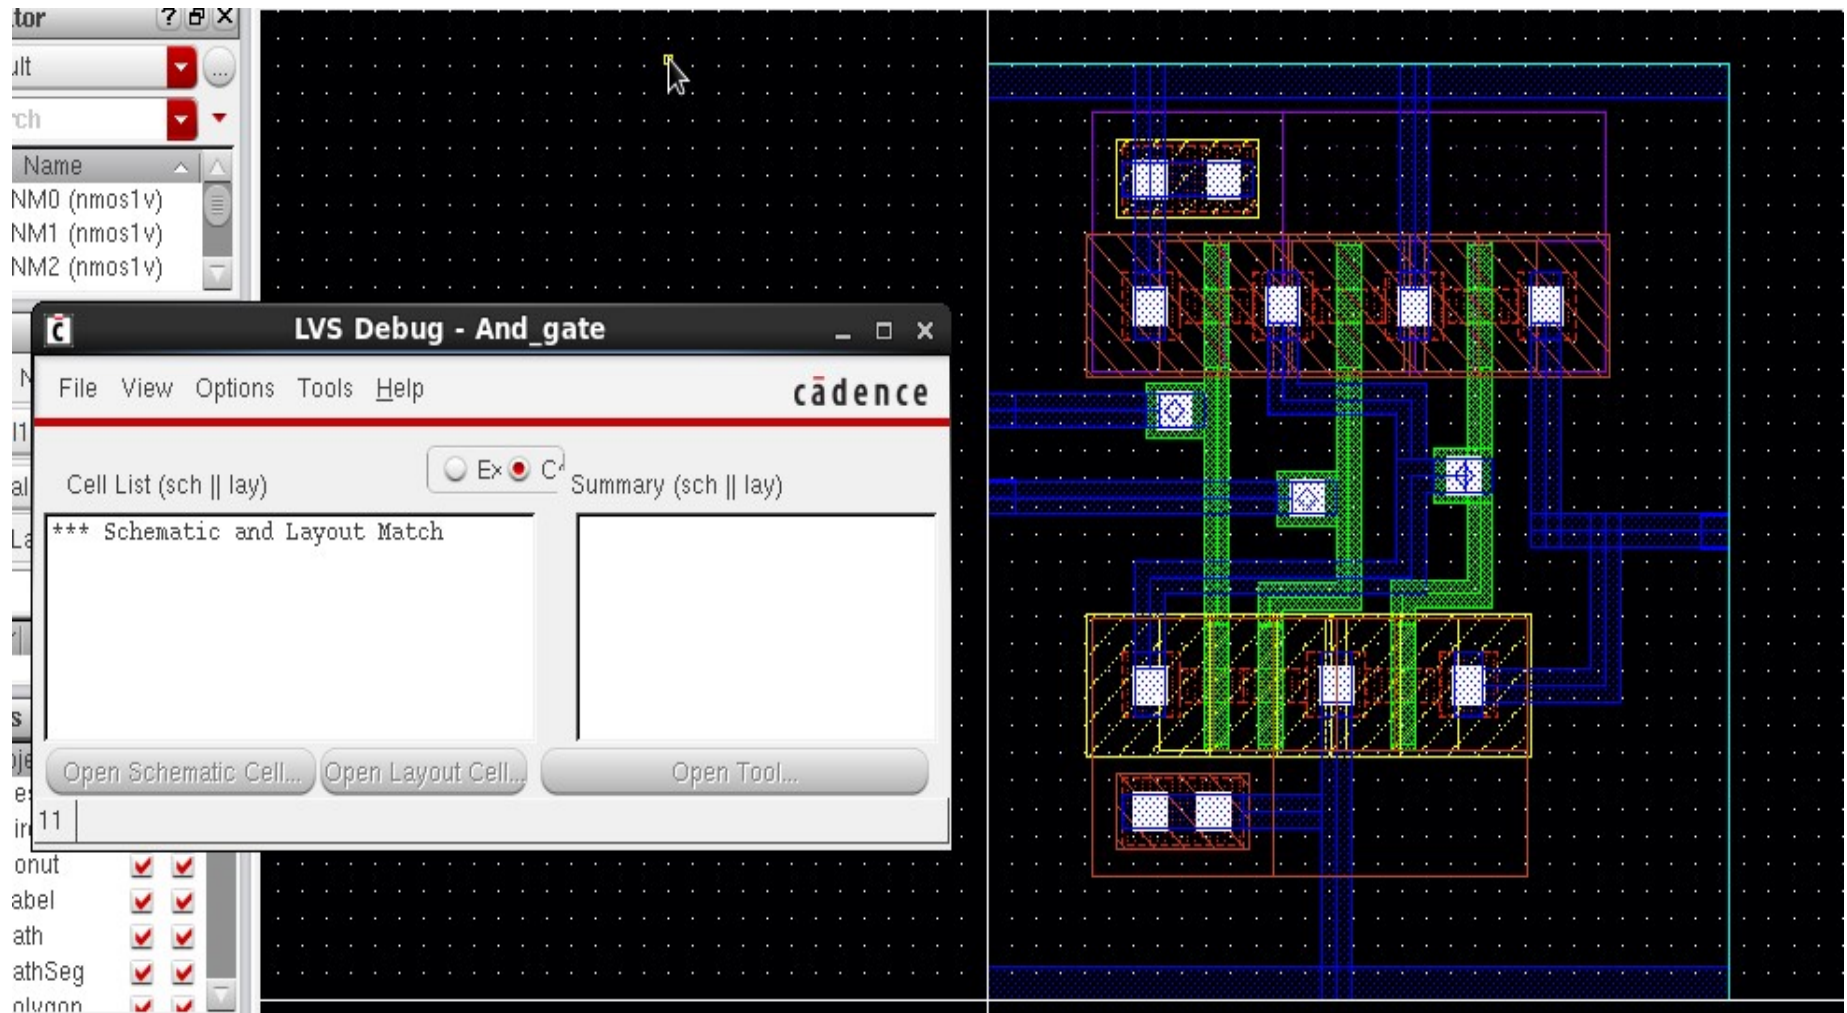 tor
ult
...
rch
Name
NM0 (nmos1v)
NM1 (nmos1v)
NM2 (nmos1v)
LVS Debug - And_gate
File View Options Tools Help
cādence
Ex
Cell List (sch || lay)
Summary (sch || lay)
*** Schematic and Layout Match
Open Schematic Cell...
Open Layout Cell...
Open Tool...
11
onut
abel
ath
athSeg
olygon